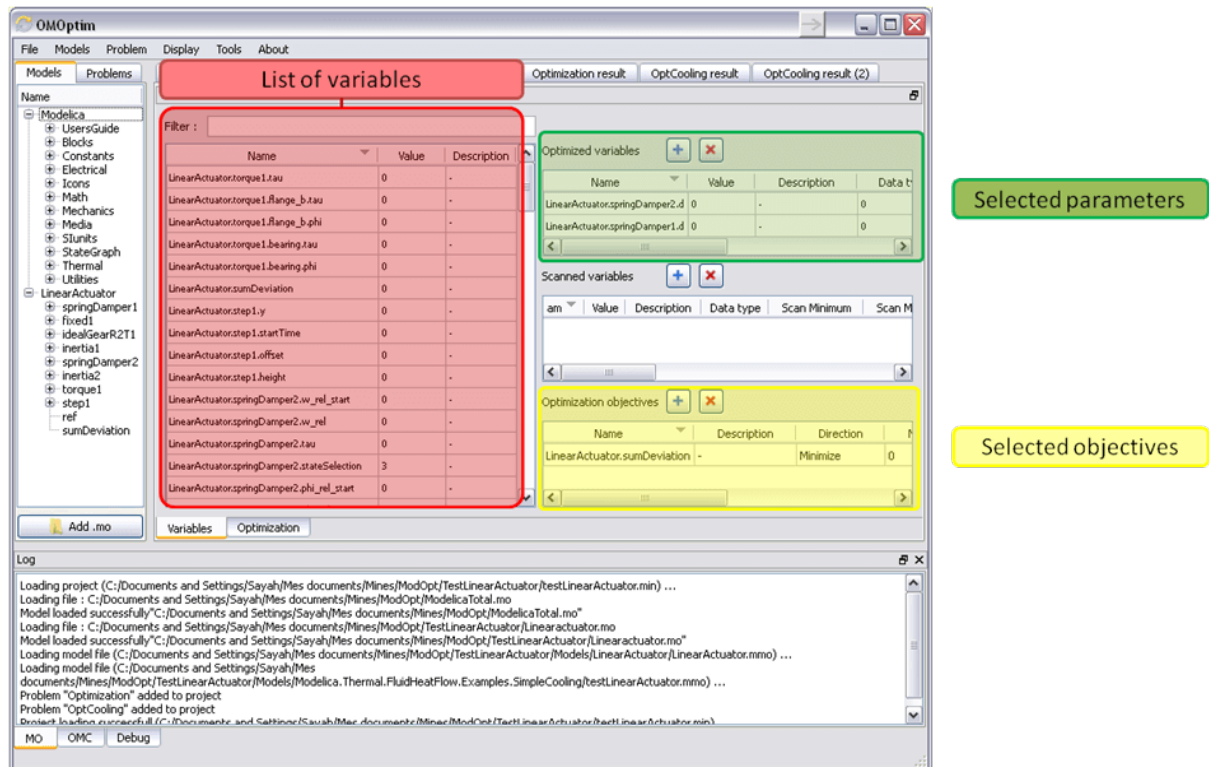 OMOptim
File Models Problem Display Tools About
Models Problems
List of variables
Optimization result OptCooling result OptCooling result (2)
Name
Modelica
UsersGuide
Blocks
Constants
Electrical
Icons
Math
Mechanics
Media
SIunits
StateGraph
Thermal
Utilities
LinearActuator
springDamper1
fixed1
idealGearR2T1
inertia1
springDamper2
inertia2
torque1
step1
ref
sumDeviation
Add .mo
Filter :
Name Value Description
LinearActuator.torque1.tau 0 -
LinearActuator.torque1.flange_b.tau 0 -
LinearActuator.torque1.flange_b.phi 0 -
LinearActuator.torque1.bearing.tau 0 -
LinearActuator.torque1.bearing.phi 0 -
LinearActuator.sumDeviation 0 -
LinearActuator.step1.y 0 -
LinearActuator.step1.startTime 0 -
LinearActuator.step1.offset 0 -
LinearActuator.step1.height 0 -
LinearActuator.springDamper2.w_rel_start 0 -
LinearActuator.springDamper2.w_rel 0 -
LinearActuator.springDamper2.tau 0 -
LinearActuator.springDamper2.stateSelection 3 -
LinearActuator.springDamper2.phi_rel_start 0 -
Variables Optimization
Optimized variables
Name Value Description Data t
LinearActuator.springDamper2.d 0 - 0
LinearActuator.springDamper1.d 0 - 0
Scanned variables
am Value Description Data type Scan Minimum Scan M
Optimization objectives
Name Description Direction
LinearActuator.sumDeviation - Minimize 0
Selected parameters
Selected objectives
Log
Loading project (C:/Documents and Settings/Sayah/Mes documents/Mines/ModOpt/TestLinearActuator/testLinearActuator.min) ...
Loading file : C:/Documents and Settings/Sayah/Mes documents/Mines/ModOpt/ModelicaTotal.mo
Model loaded successfully"C:/Documents and Settings/Sayah/Mes documents/Mines/ModOpt/ModelicaTotal.mo"
Loading file : C:/Documents and Settings/Sayah/Mes documents/Mines/ModOpt/TestLinearActuator/Linearactuator.mo
Model loaded successfully"C:/Documents and Settings/Sayah/Mes documents/Mines/ModOpt/TestLinearActuator/Linearactuator.mo"
Loading model file (C:/Documents and Settings/Sayah/Mes documents/Mines/ModOpt/TestLinearActuator/Models/LinearActuator/LinearActuator.mmo) ...
Loading model file (C:/Documents and Settings/Sayah/Mes
documents/Mines/ModOpt/TestLinearActuator/Models/Modelica.Thermal.FluidHeatFlow.Examples.SimpleCooling/testLinearActuator.mmo) ...
Problem "Optimization" added to project
Problem "OptCooling" added to project
Project loading successfull (C:/Documents and Settings/Sayah/Mes documents/Mines/ModOpt/TestLinearActuator/testLinearActuator.min)
MO OMC Debug